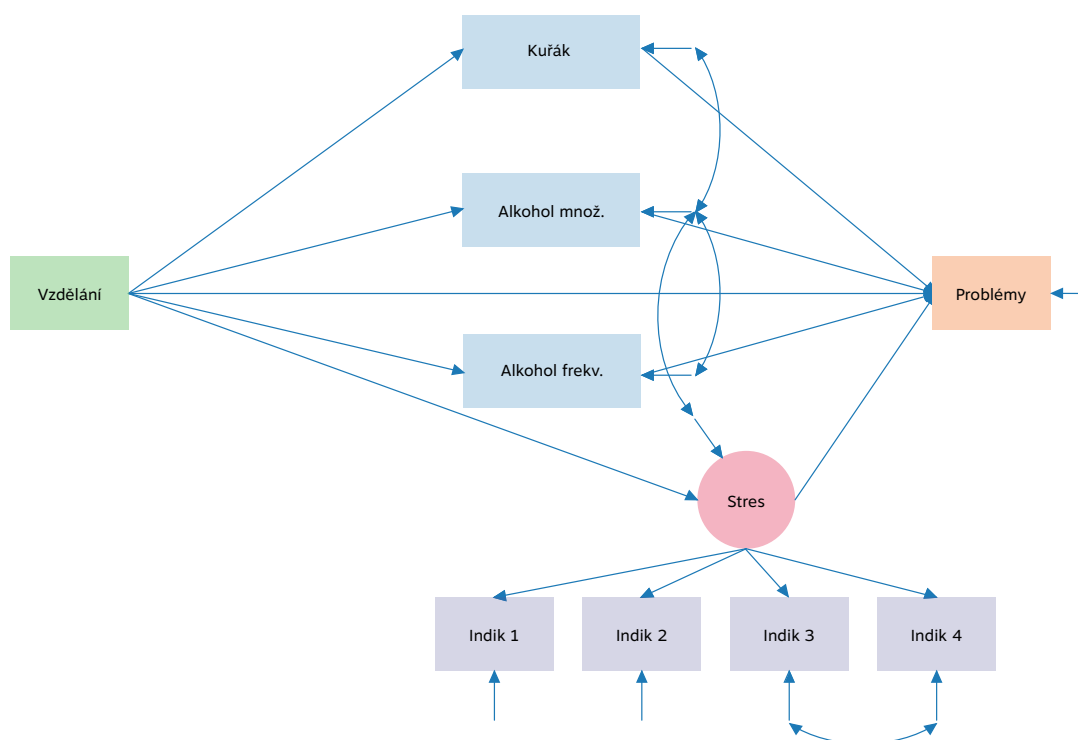 Kuřák
Alkohol množ.
Vzdělání
Problémy
Alkohol frekv.
Stres
Indik 1
Indik 2
Indik 3
Indik 4